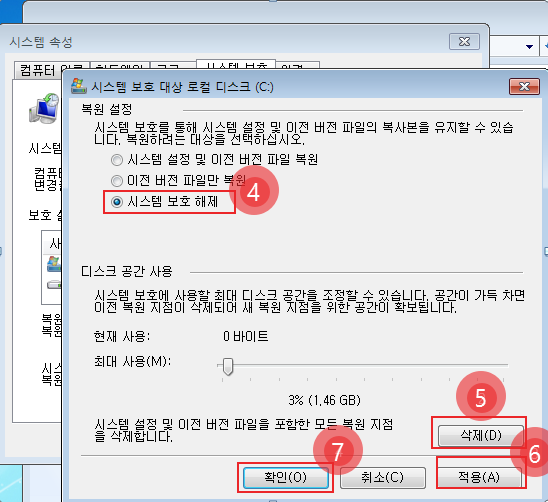 시스템 속성
시스템 보호
시스템 보호 대상 로컬 디스크 (C:)
복원 설정
시스템 보호를 통해 시스템 설정 및 이전 버전 파일의 복사본을 유지할 수 있습
니다. 복원하려는 대상을 선택하십시오.
시스템 설정 및 이전 버전 파일 복원
이전 버전 파일만 복원
시스템 보호 해제
4
디스크 공간 사용
시스템 보호에 사용할 최대 디스크 공간을 조정할 수 있습니다. 공간이 가득 차면
이전 복원 지점이 삭제되어 새 복원 지점을 위한 공간이 확보됩니다.
현재 사용: 0 바이트
최대 사용(M):
3% (1,46 GB)
5
시스템 설정 및 이전 버전 파일을 포함한 모든 복원 지점
을 삭제합니다.
삭제(D)
7
6
확인(O) 취소(C) 적용(A)